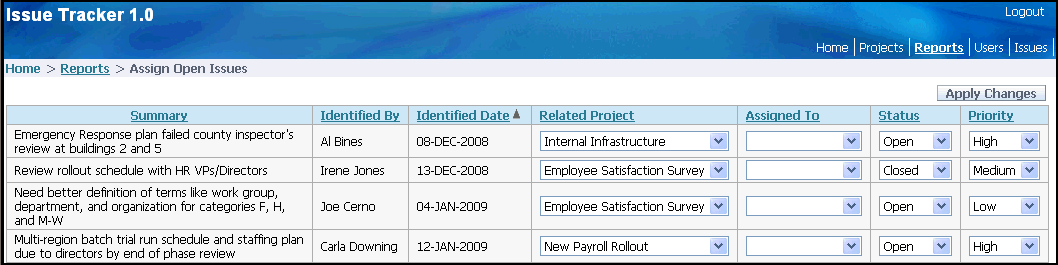 Issue Tracker 1.0
Logout
Home | Projects | Reports | Users | Issues
Home > Reports > Assign Open Issues
Apply Changes
Summary Identified By Identified Date Related Project Assigned To Status Priority
Emergency Response plan failed county inspector's
review at buildings 2 and 5 Al Bines 08-DEC-2008 Internal Infrastructure Open High
Review rollout schedule with HR VPs/Directors Irene Jones 13-DEC-2008 Employee Satisfaction Survey Closed Medium
Need better definition of terms like work group,
department, and organization for categories F, H,
and M-W Joe Cerno 04-JAN-2009 Employee Satisfaction Survey Open Low
Multi-region batch trial run schedule and staffing plan
due to directors by end of phase review Carla Downing 12-JAN-2009 New Payroll Rollout Open High